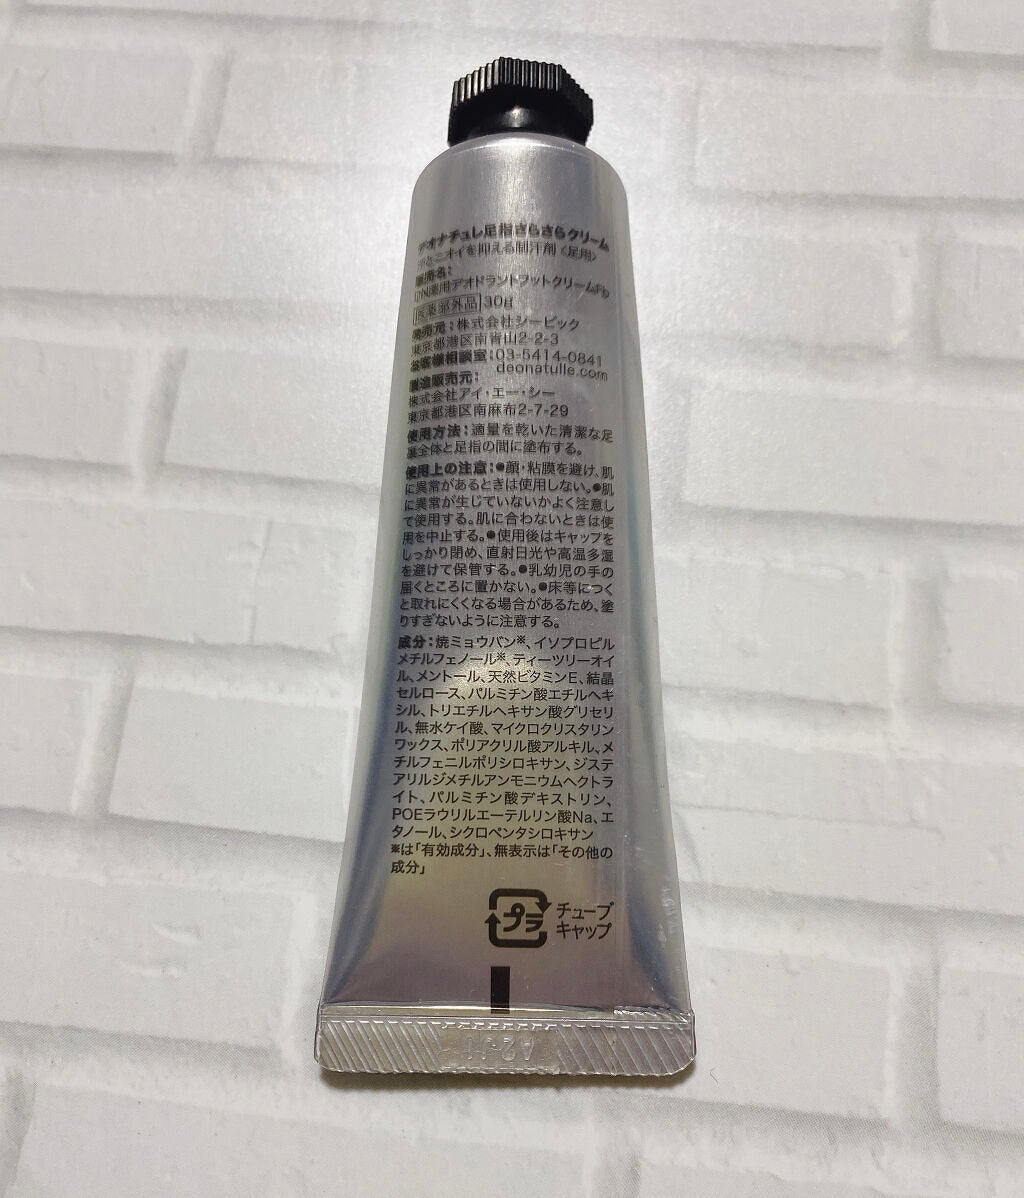 デオナチュレ足指さらさらクリーム
汗とニオイを抑える制汗剤〈足用〉
販売名:
DN薬用デオドラントフットクリームFb
医薬部外品 30g
発売元:株式会社シービック
東京都港区南青山2-2-3
お客様相談室:03-5414-0841
deonatulle.com
製造販売元:
株式会社アイ・エー・シー
東京都港区南麻布2-7-29
使用方法:適量を乾いた清潔な足
裏全体と足指の間に塗布する。
使用上の注意:●顔・粘膜を避け、肌
に異常があるときは使用しない。●肌
に異常が生じていないかよく注意し
て使用する。肌に合わないときは使
用を中止する。●使用後はキャップを
しっかり閉め、直射日光や高温多湿
を避けて保管する。●乳幼児の手の
届くところに置かない。●床等につく
と取れにくくなる場合があるため、塗
りすぎないように注意する。
成分:焼ミョウバン※、イソプロピル
メチルフェノール※、ティーツリーオイ
ル、メントール、天然ビタミンE、結晶
セルロース、パルミチン酸エチルヘキ
シル、トリエチルヘキサン酸グリセリ
ル、無水ケイ酸、マイクロクリスタリン
ワックス、ポリアクリル酸アルキル、メ
チルフェニルポリシロキサン、ジステ
アリルジメチルアンモニウムヘクトラ
イト、パルミチン酸デキストリン、
POEラウリルエーテルリン酸Na、エ
タノール、シクロペンタシロキサン
※は「有効成分」、無表示は「その他の
成分」
プラ チューブ
キャップ